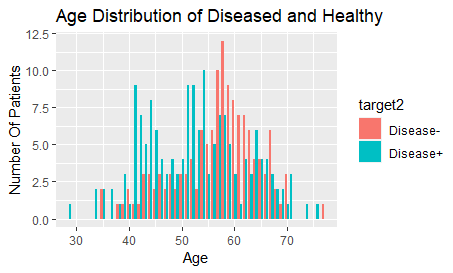 Age Distribution of Diseased and Healthy
12.5
10.0
7.5
5.0
2.5
0.0
Number Of Patients
30 40 50 60 70
Age
target2
Disease-
Disease+